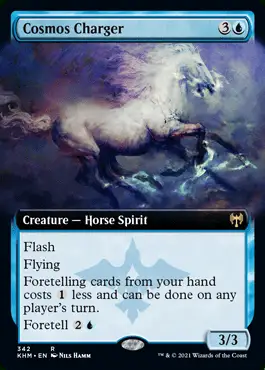 Cosmos Charger 3
Creature — Horse Spirit
Flash
Flying
Foretelling cards from your hand
costs 1 less and can be done on any
player's turn.
Foretell 2
3/3
342 R
KHM • EN Nils Hamm
™ & © 2021 Wizards of the Coast